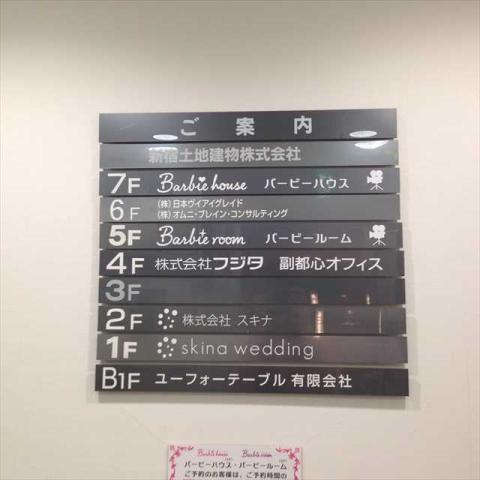 ご案内
新宿土地建物株式会社
7F Barbie house バービーハウス
6F (株)日本ヴイアイグレイド
(株)オムニ・ブレイン・コンサルティング
5F Barbie room バービールーム
4F 株式会社フジタ 副都心オフィス
3F
2F 株式会社 スキナ
1F skina wedding
B1F ユーフォーテーブル 有限会社
Barbie house Barbie room
バービーハウス・バービールーム
ご予約のお客様は、ご予約時間の